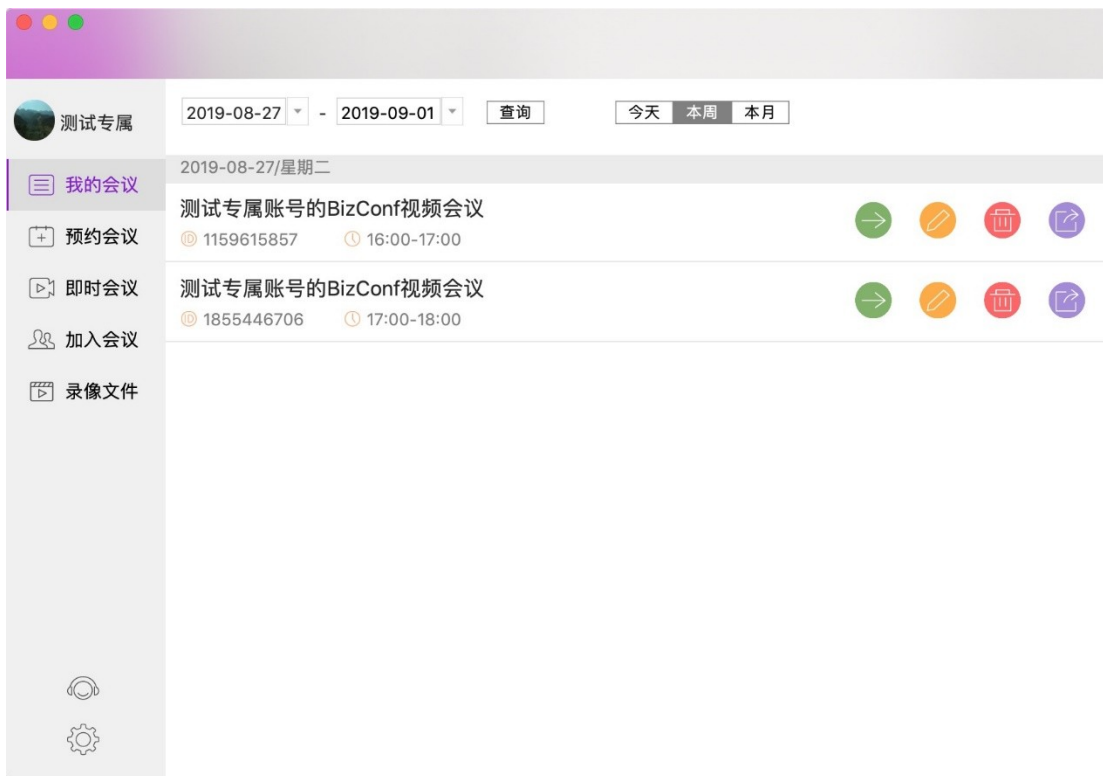 测试专属
我的会议
预约会议
即时会议
加入会议
录像文件
2019-08-27 - 2019-09-01 查询 今天 本周 本月
2019-08-27/星期二
测试专属账号的BizConf视频会议
ID 1159615857 16:00-17:00
测试专属账号的BizConf视频会议
ID 1855446706 17:00-18:00